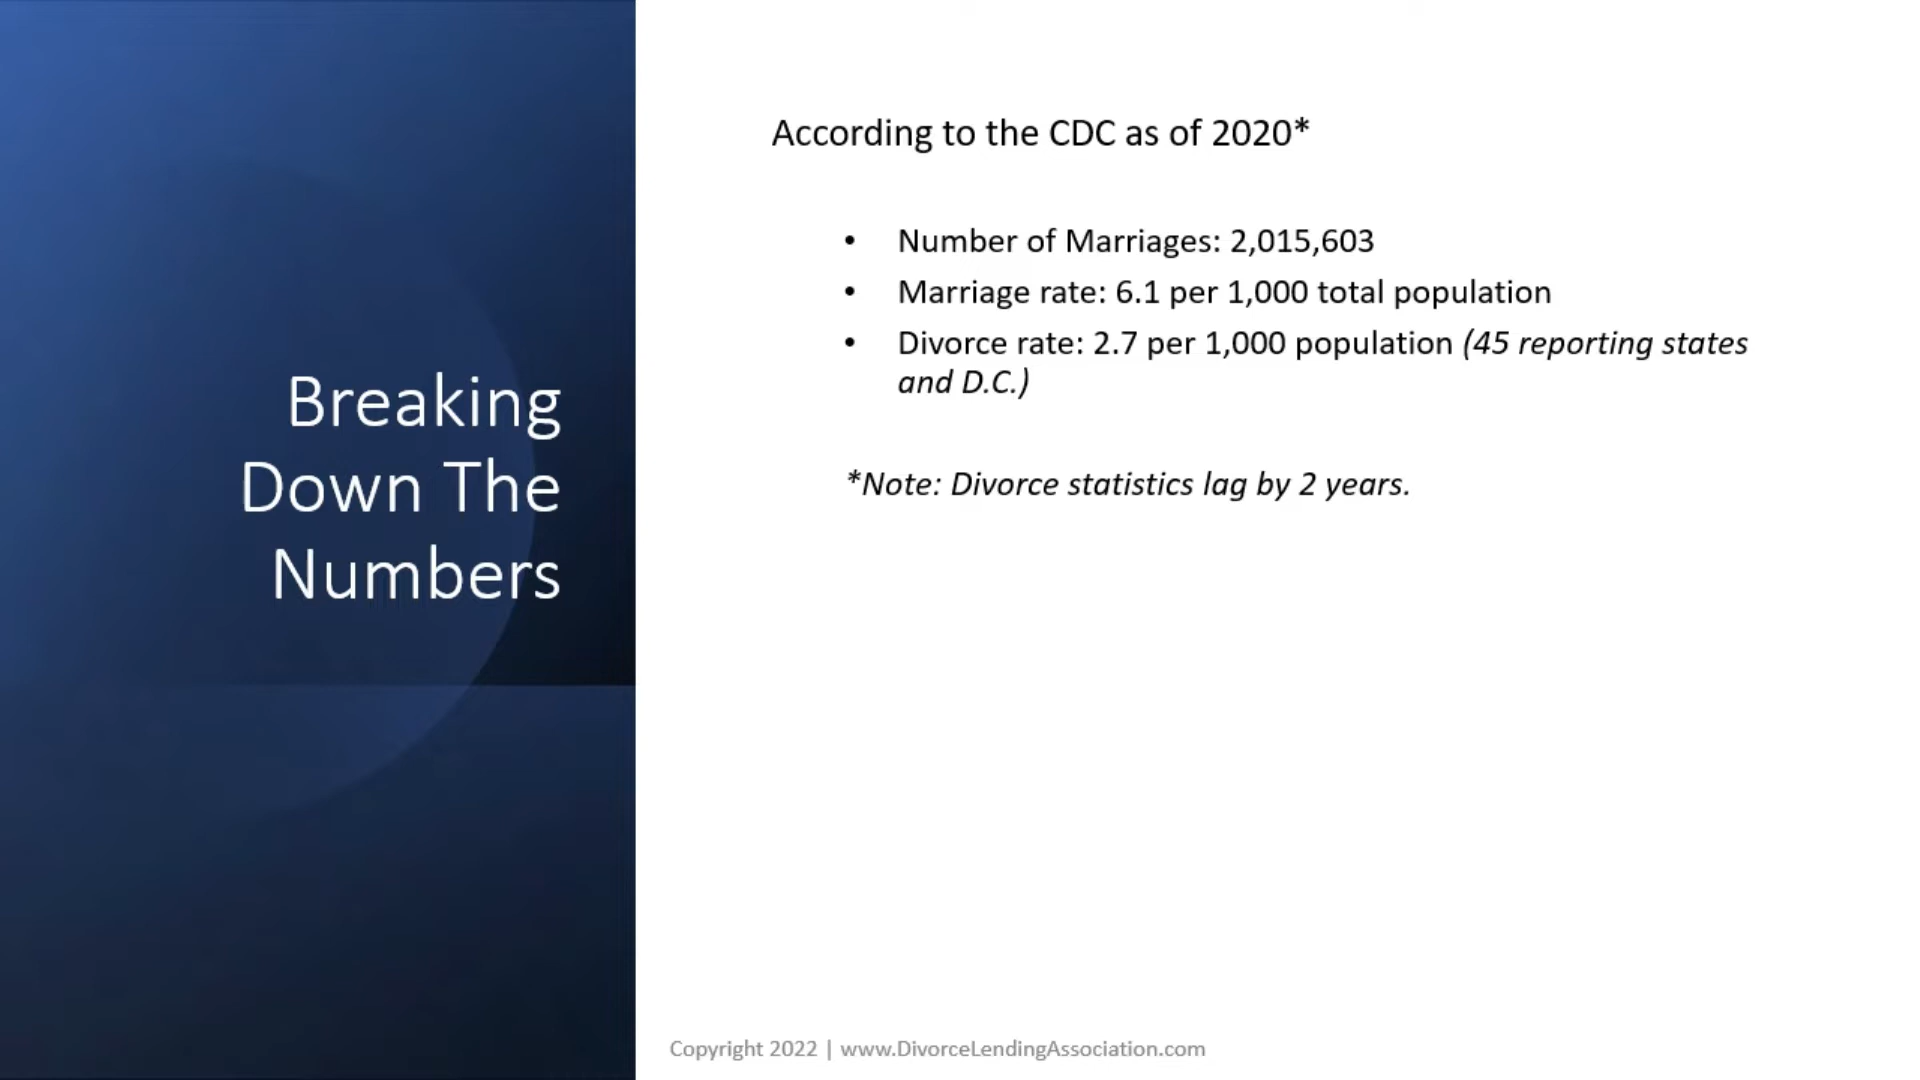 Breaking
Down The
Numbers
According to the CDC as of 2020*
• Number of Marriages: 2,015,603
• Marriage rate: 6.1 per 1,000 total population
• Divorce rate: 2.7 per 1,000 population (45 reporting states
and D.C.)
*Note: Divorce statistics lag by 2 years.
Copyright 2022 | www.DivorceLendingAssociation.com